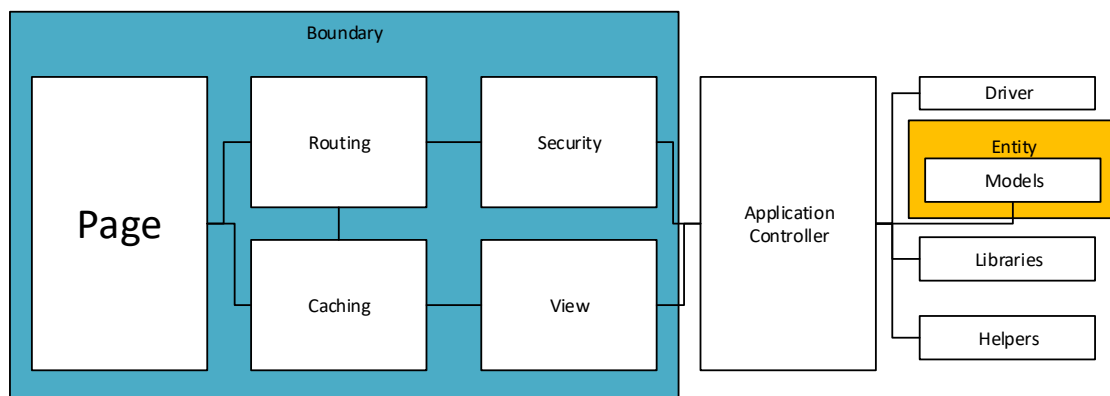 Boundary
Page
Routing
Security
Caching
View
Application
Controller
Driver
Entity
Models
Libraries
Helpers